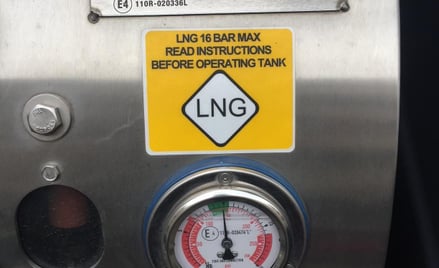 E4 110R-020336L
LNG 16 BAR MAX
READ INSTRUCTIONS
BEFORE OPERATING TANK
LNG